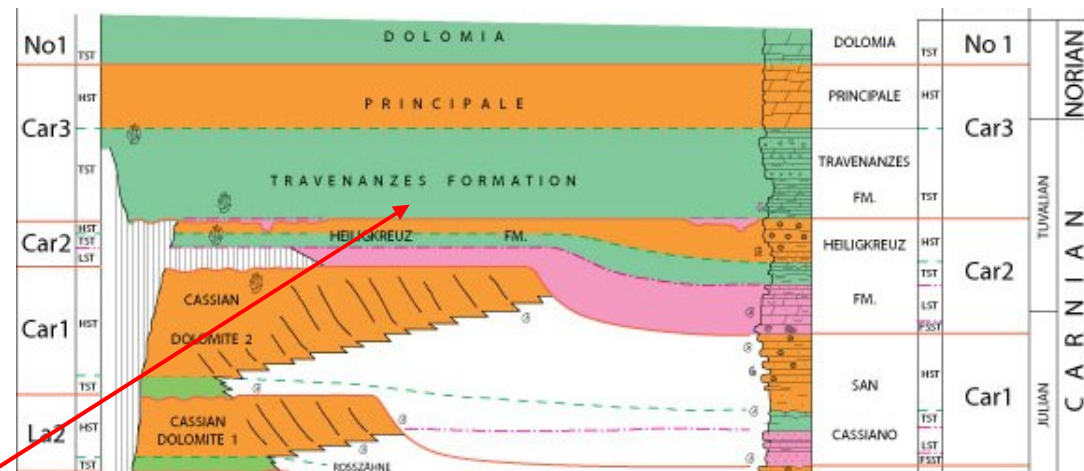 No1
TST
DOLOMIA
DOLOMIA
TST
No 1
NORIAN
HST
PRINCIPALE
PRINCIPALE
HST
Car3
Car3
TST
TRAVENANZES FORMATION
TRAVENANZES
FM.
TST
TUVALIAN
CARNIAN
Car2
HST
TST
LST
HEILIGKREUZ FM.
HEILIGKREUZ
FM.
HST
TST
LST
FSST
Car2
Car1
HST
TST
CASSIAN
DOLOMITE 2
SAN
CASSIANO
HST
TST
LST
FSST
Car1
JULIAN
La2
HST
TST
CASSIAN
DOLOMITE 1
ROSSZÄHNE